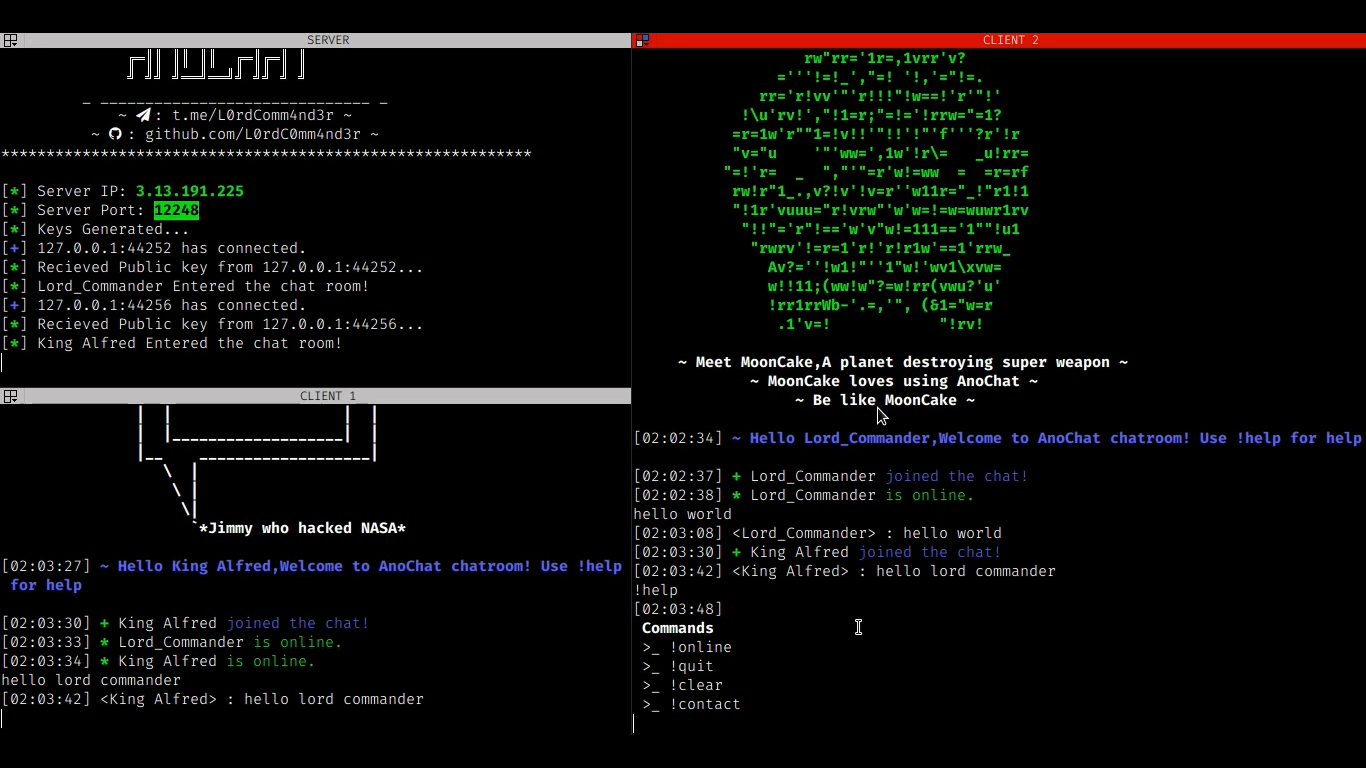 SERVER
~ : t.me/L0rdComm4nd3r ~
~ : github.com/L0rdC0mm4nd3r ~
***********************************************************
[*] Server IP: 3.13.191.225
[*] Server Port: 12248
[*] Keys Generated...
[+] 127.0.0.1:44252 has connected.
[*] Recieved Public key from 127.0.0.1:44252...
[*] Lord_Commander Entered the chat room!
[+] 127.0.0.1:44256 has connected.
[*] Recieved Public key from 127.0.0.1:44256...
[*] King Alfred Entered the chat room!
CLIENT 1
`*Jimmy who hacked NASA*
[02:03:27] ~ Hello King Alfred,Welcome to AnoChat chatroom! Use !help
for help
[02:03:30] + King Alfred joined the chat!
[02:03:33] * Lord_Commander is online.
[02:03:34] * King Alfred is online.
hello lord commander
[02:03:42] <King Alfred> : hello lord commander
CLIENT 2
~ Meet MoonCake,A planet destroying super weapon ~
~ MoonCake loves using AnoChat ~
~ Be like MoonCake ~
[02:02:34] ~ Hello Lord_Commander,Welcome to AnoChat chatroom! Use !help for help
[02:02:37] + Lord_Commander joined the chat!
[02:02:38] * Lord_Commander is online.
hello world
[02:03:08] <Lord_Commander> : hello world
[02:03:30] + King Alfred joined the chat!
[02:03:42] <King Alfred> : hello lord commander
!help
[02:03:48]
Commands
>_ !online
>_ !quit
>_ !clear
>_ !contact